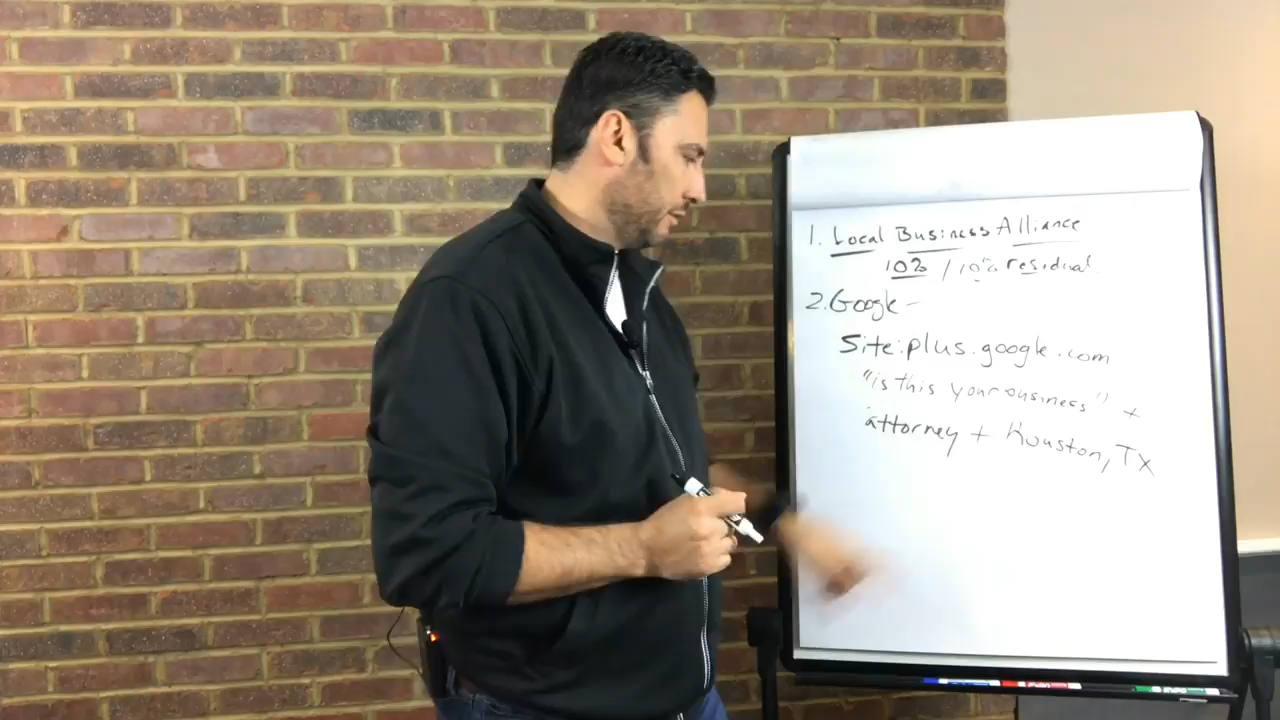 1. Local Business Alliance
10% / 10% residual
2. Google -
Site:plus.google.com
"is this your business" +
attorney + Houston, TX